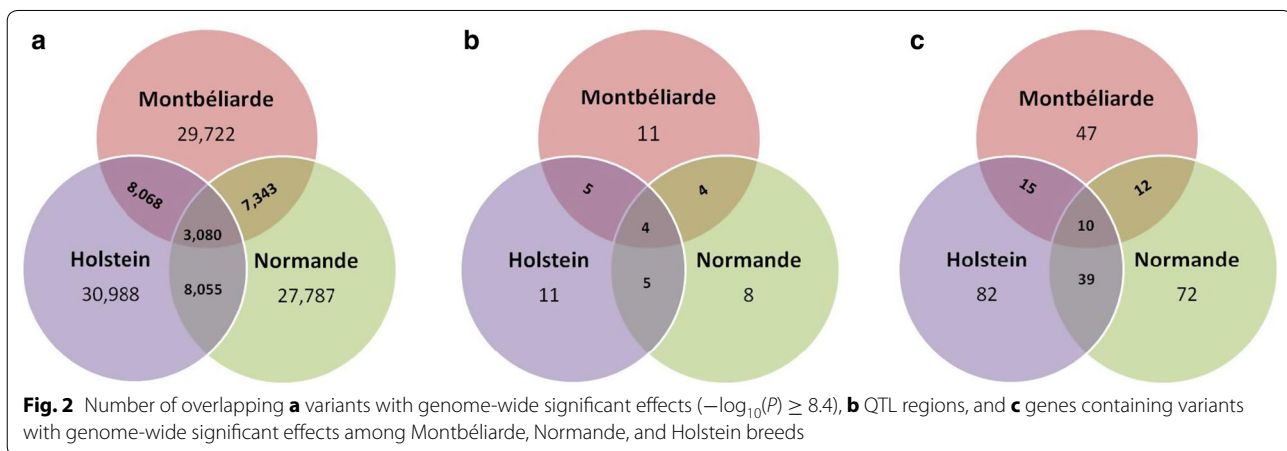 a
Montbéliarde
29,722
8,068
7,343
3,080
Holstein
30,988
8,055
Normande
27,787
b
Montbéliarde
11
5
4
4
Holstein
11
5
Normande
8
c
Montbéliarde
47
15
12
10
Holstein
82
39
Normande
72
Fig. 2 Number of overlapping a variants with genome-wide significant effects (−log10(P) ≥ 8.4), b QTL regions, and c genes containing variants
with genome-wide significant effects among Montbéliarde, Normande, and Holstein breeds